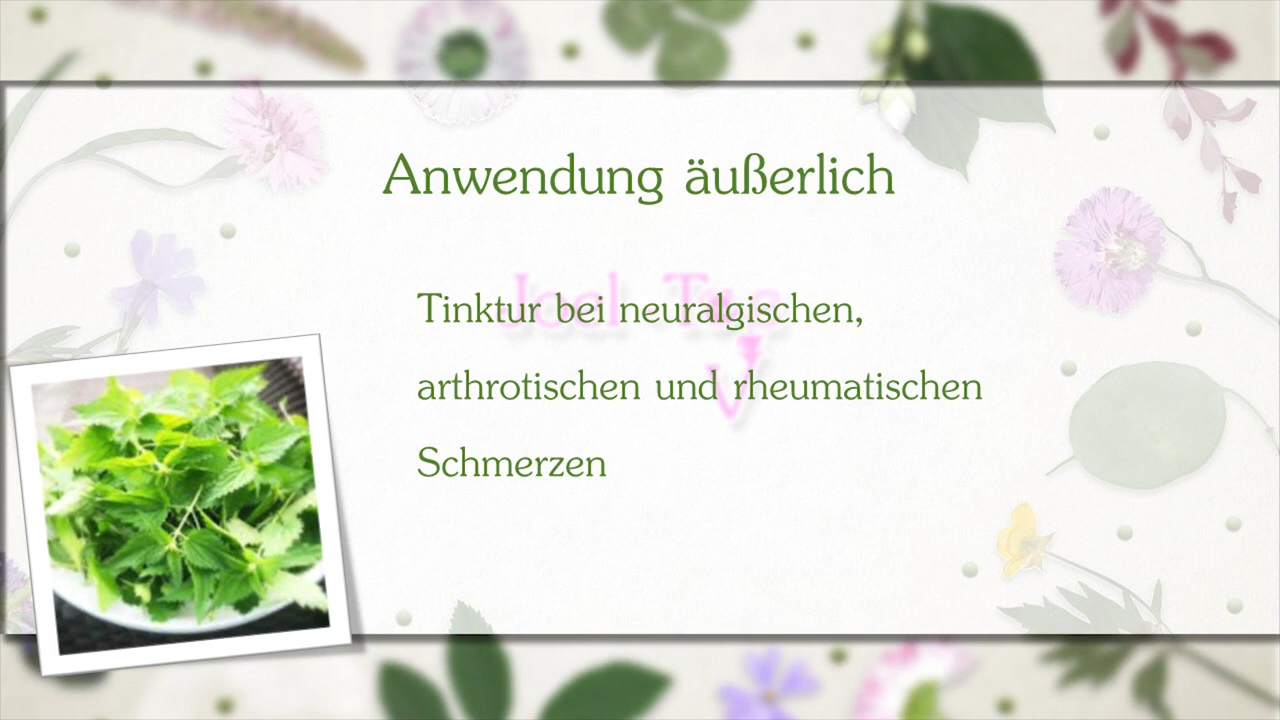 Anwendung äußerlich
Tinktur bei neuralgischen,
arthrotischen und rheumatischen
Schmerzen